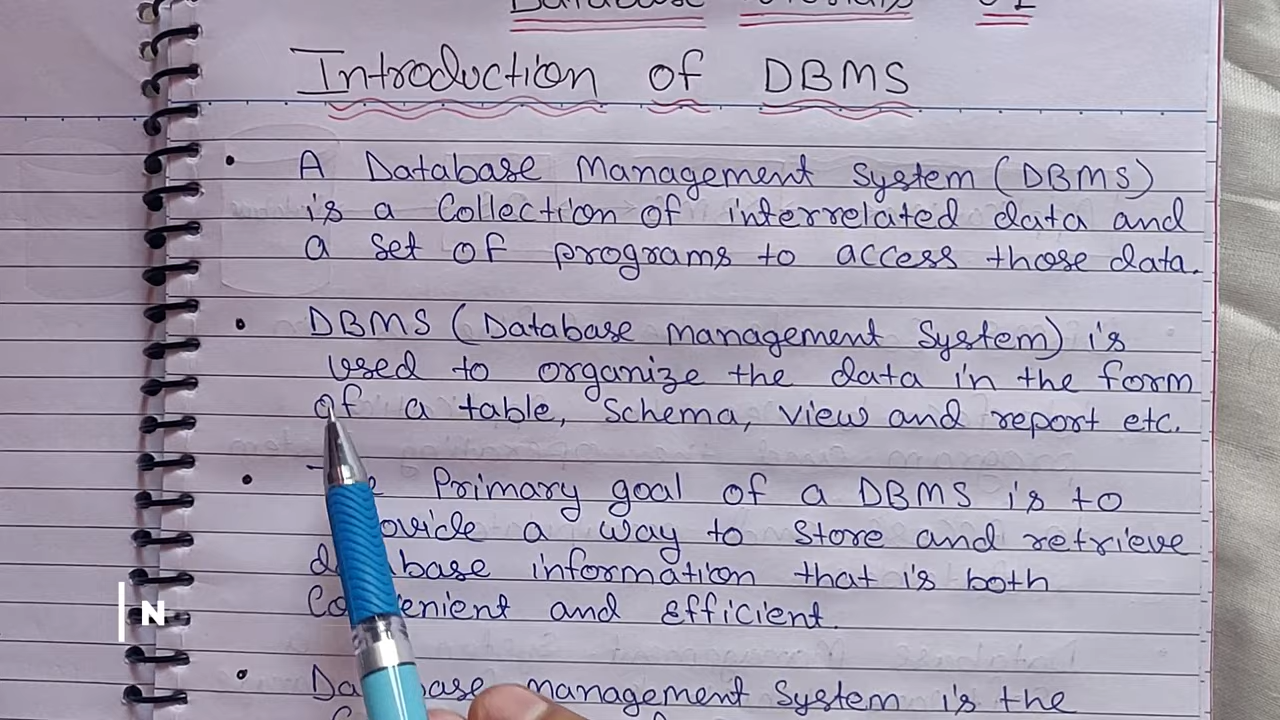 Introduction of DBMS
• A Database Management System (DBMS)
is a Collection of interrelated data and
a set of programs to access those data.
• DBMS (Database Management System) is
used to organize the data in the form
of a table, Schema, view and report etc.
• Primary goal of a DBMS is to
a way to Store and retrieve
information that is both
and efficient.
• management System is the
N